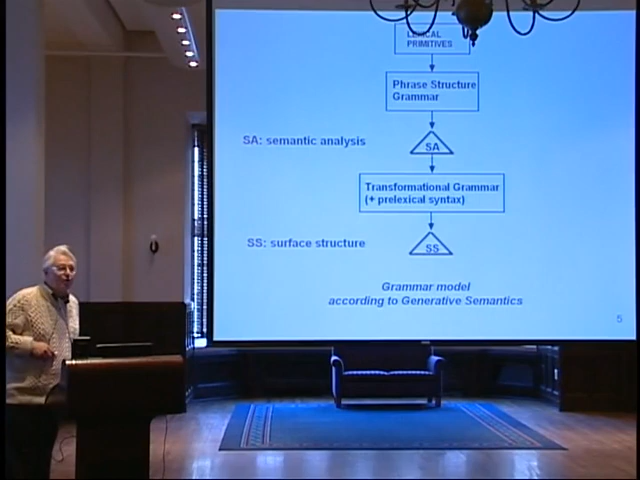 LEXICAL
PRIMITIVES
Phrase Structure
Grammar
SA: semantic analysis
SA
Transformational Grammar
(+ prelexical syntax)
SS: surface structure
SS
Grammar model
according to Generative Semantics
5